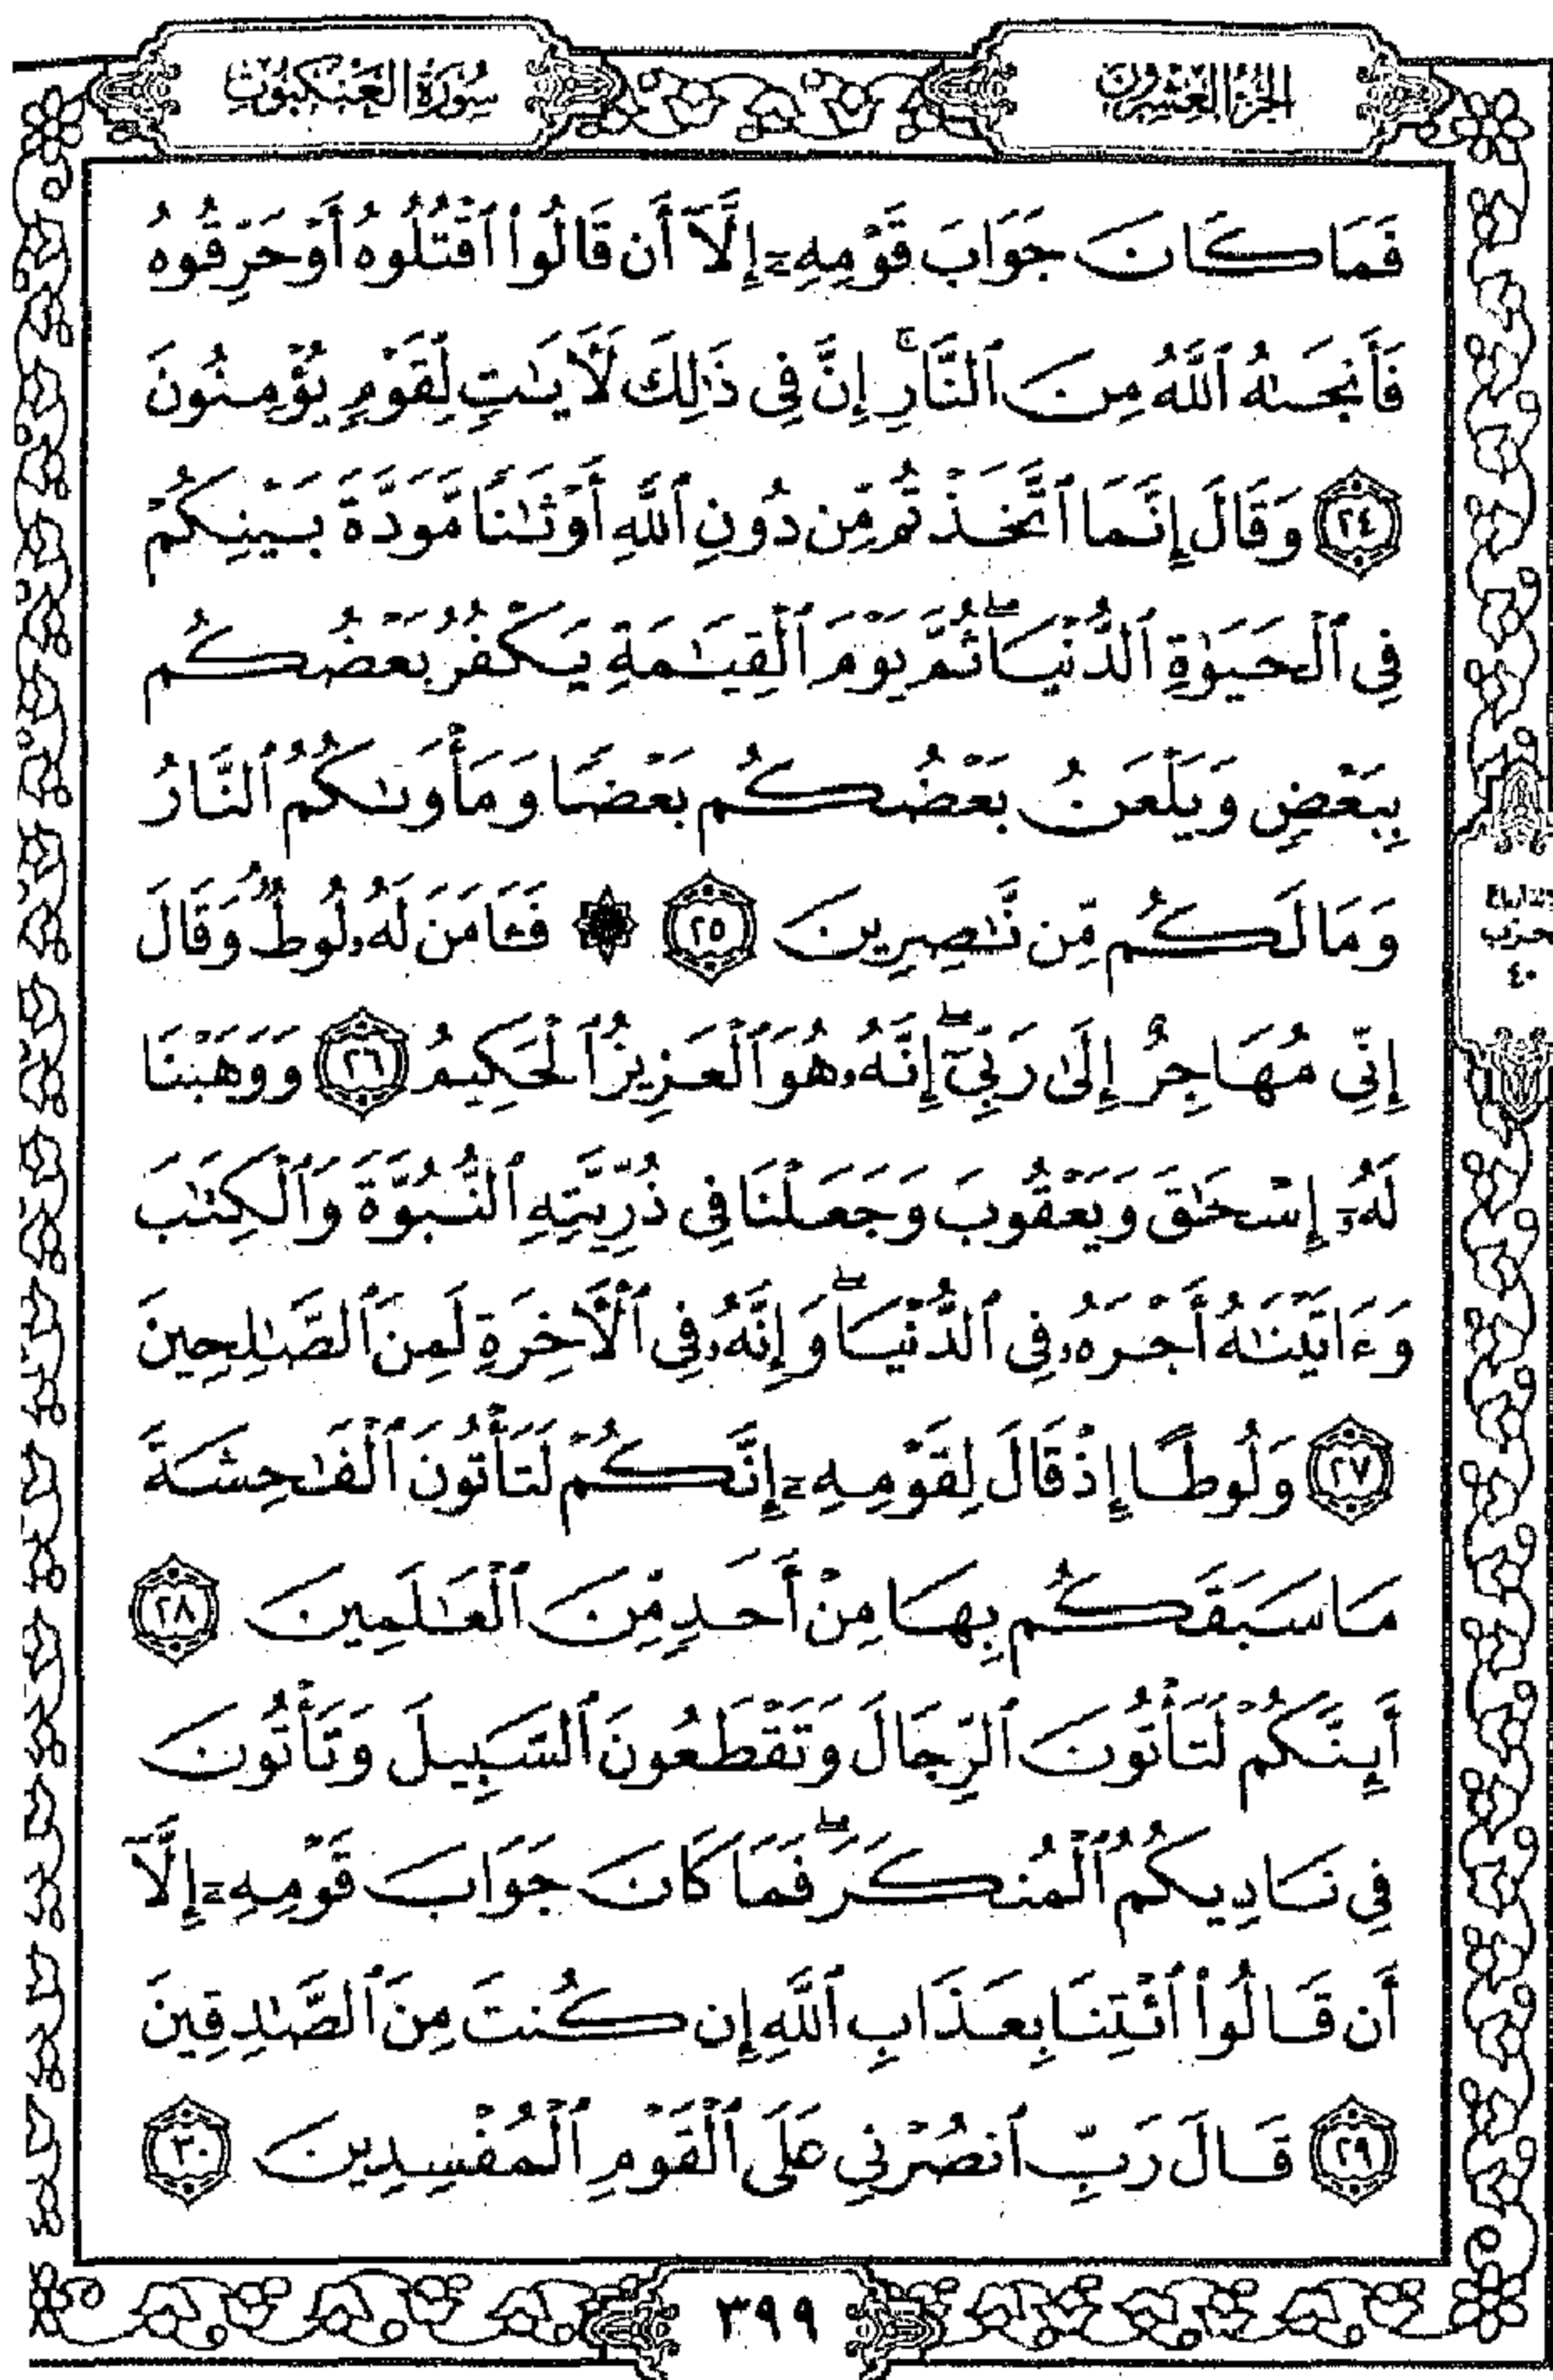 الجزء العشرون
سورة العنكبوت
فَمَا كَانَ جَوَابَ قَوْمِهِۦٓ إِلَّآ أَن قَالُوا۟ ٱقْتُلُوهُ أَوْ حَرِّقُوهُ
فَأَنجَىٰهُ ٱللَّهُ مِنَ ٱلنَّارِ ۚ إِنَّ فِى ذَٰلِكَ لَءَايَٰتٍ لِّقَوْمٍ يُؤْمِنُونَ
٢٤ وَقَالَ إِنَّمَا ٱتَّخَذْتُم مِّن دُونِ ٱللَّهِ أَوْثَٰنًا مَّوَدَّةَ بَيْنِكُمْ
فِى ٱلْحَيَوٰةِ ٱلدُّنْيَا ۖ ثُمَّ يَوْمَ ٱلْقِيَٰمَةِ يَكْفُرُ بَعْضُكُم
بِبَعْضٍ وَيَلْعَنُ بَعْضُكُم بَعْضًا وَمَأْوَىٰكُمُ ٱلنَّارُ
وَمَا لَكُم مِّن نَّٰصِرِينَ ٢٥ ۞ فَـَٔامَنَ لَهُۥ لُوطٌ ۘ وَقَالَ
إِنِّى مُهَاجِرٌ إِلَىٰ رَبِّىٓ ۖ إِنَّهُۥ هُوَ ٱلْعَزِيزُ ٱلْحَكِيمُ ٢٦ وَوَهَبْنَا
لَهُۥٓ إِسْحَٰقَ وَيَعْقُوبَ وَجَعَلْنَا فِى ذُرِّيَّتِهِ ٱلنُّبُوَّةَ وَٱلْكِتَٰبَ
وَءَاتَيْنَٰهُ أَجْرَهُۥ فِى ٱلدُّنْيَا ۖ وَإِنَّهُۥ فِى ٱلْءَاخِرَةِ لَمِنَ ٱلصَّٰلِحِينَ
٢٧ وَلُوطًا إِذْ قَالَ لِقَوْمِهِۦٓ إِنَّكُمْ لَتَأْتُونَ ٱلْفَٰحِشَةَ
مَا سَبَقَكُم بِهَا مِنْ أَحَدٍ مِّنَ ٱلْعَٰلَمِينَ ٢٨
أَئِنَّكُمْ لَتَأْتُونَ ٱلرِّجَالَ وَتَقْطَعُونَ ٱلسَّبِيلَ وَتَأْتُونَ
فِى نَادِيكُمُ ٱلْمُنكَرَ ۖ فَمَا كَانَ جَوَابَ قَوْمِهِۦٓ إِلَّآ
أَن قَالُوا۟ ٱئْتِنَا بِعَذَابِ ٱللَّهِ إِن كُنتَ مِنَ ٱلصَّٰدِقِينَ
٢٩ قَالَ رَبِّ ٱنصُرْنِى عَلَى ٱلْقَوْمِ ٱلْمُفْسِدِينَ ٣٠
٤٠
٣٩٩